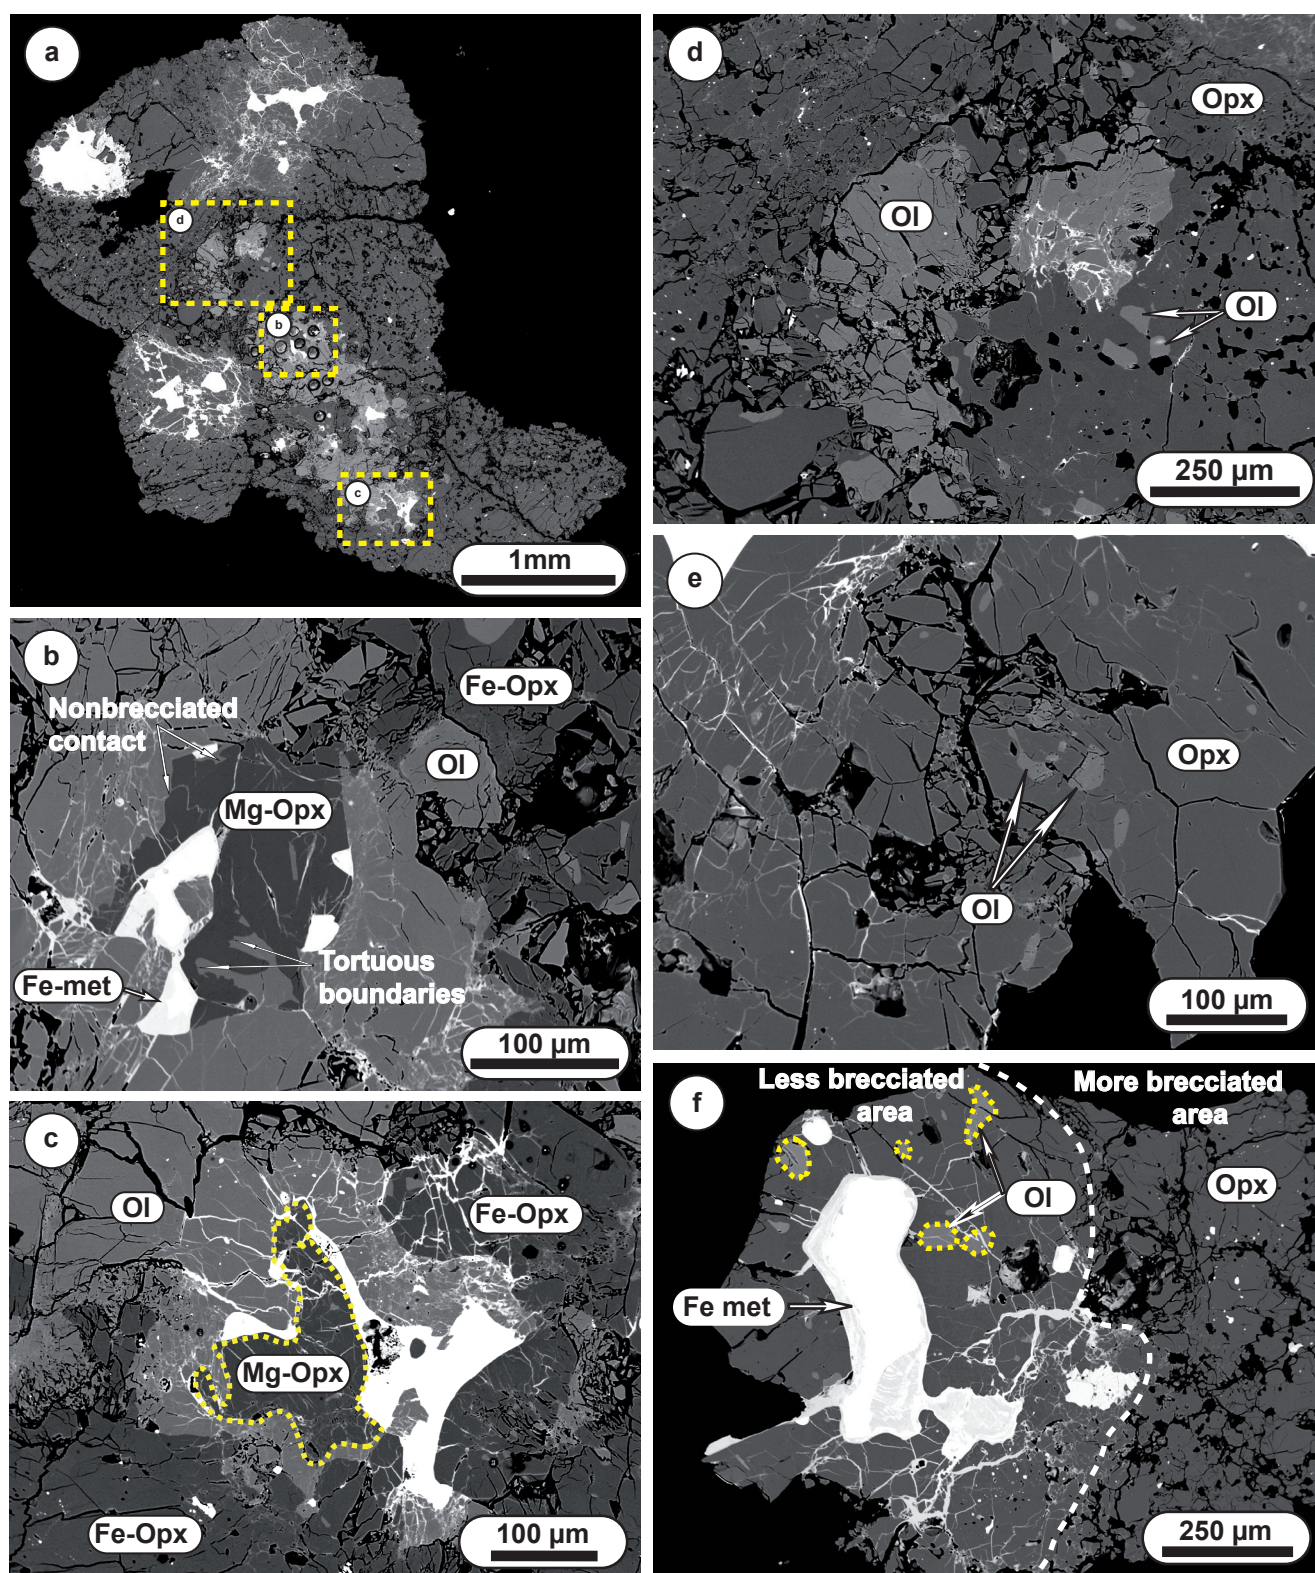 a
d
b
c
1mm
b
Nonbrecciated
contact
Fe-Opx
Ol
Mg-Opx
Fe-met
Tortuous
boundaries
100 µm
c
Ol
Fe-Opx
Mg-Opx
Fe-Opx
100 µm
d
Opx
Ol
Ol
250 µm
e
Opx
Ol
100 µm
f
Less brecciated
area
More brecciated
area
Ol
Opx
Fe met
250 µm